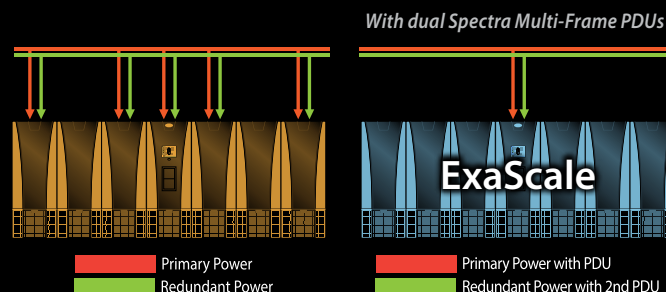 With dual Spectra Multi-Frame PDUs
ExaScale
Primary Power
Redundant Power
Primary Power with PDU
Redundant Power with 2nd PDU